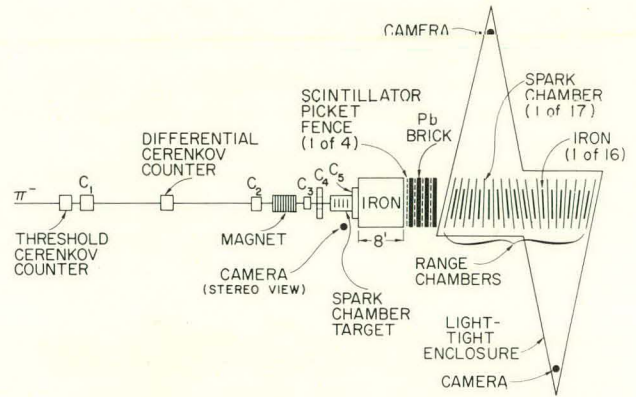 CAMERA
SPARK
CHAMBER
(1 of 17)
SCINTILLATOR
PICKET
FENCE
(1 of 4)
Pb
BRICK
IRON
(1 of 16)
DIFFERENTIAL
CERENKOV
COUNTER
π⁻
C₁
C₂
C₃
C₄
C₅
IRON
8'
THRESHOLD
CERENKOV
COUNTER
MAGNET
CAMERA
(STEREO VIEW)
SPARK
CHAMBER
TARGET
RANGE
CHAMBERS
LIGHT-
TIGHT
ENCLOSURE
CAMERA